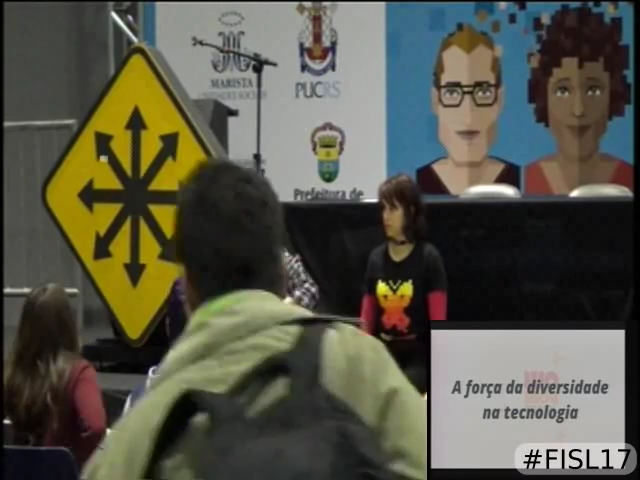 MARISTA
PUCRS
Prefeitura de
A força da diversidade
na tecnologia
#FISL17